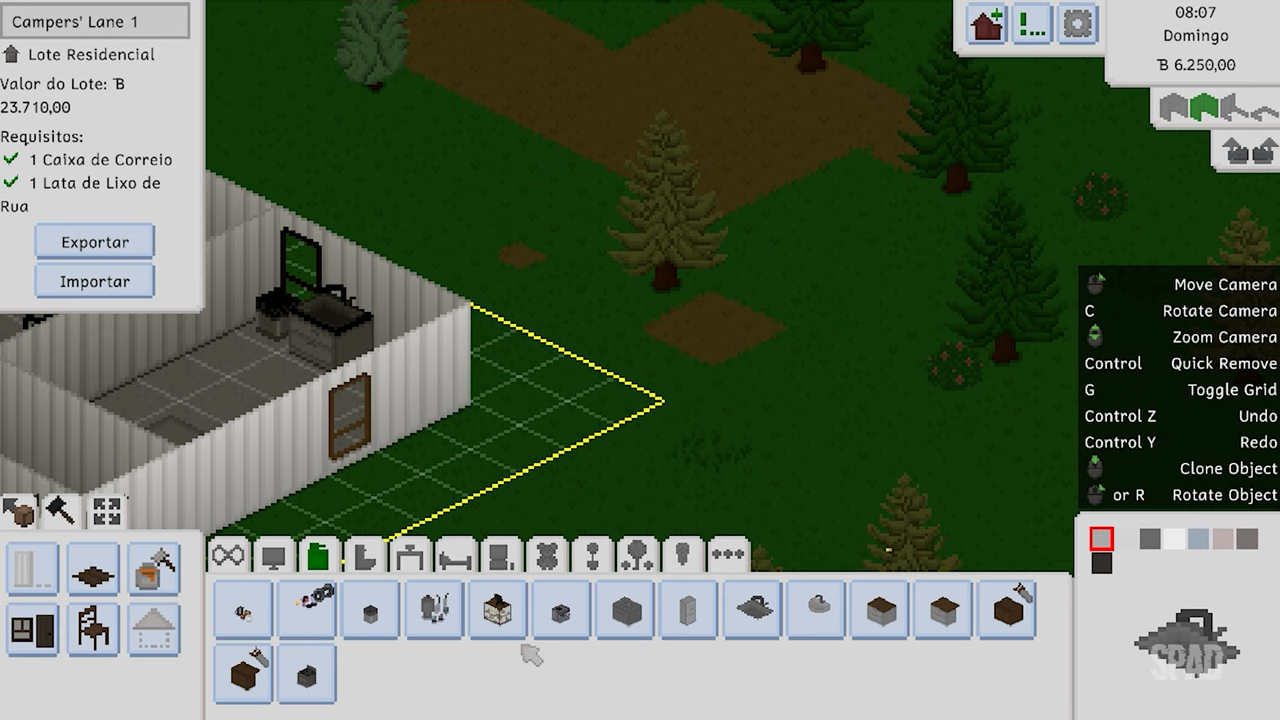 Campers' Lane 1
Lote Residencial
Valor do Lote: Ɓ
23.710,00
Requisitos:
1 Caixa de Correio
1 Lata de Lixo de
Rua
Exportar
Importar
08:07
Domingo
Ɓ 6.250,00
Move Camera
C Rotate Camera
Zoom Camera
Control Quick Remove
G Toggle Grid
Control Z Undo
Control Y Redo
Clone Object
or R Rotate Object
SPAD